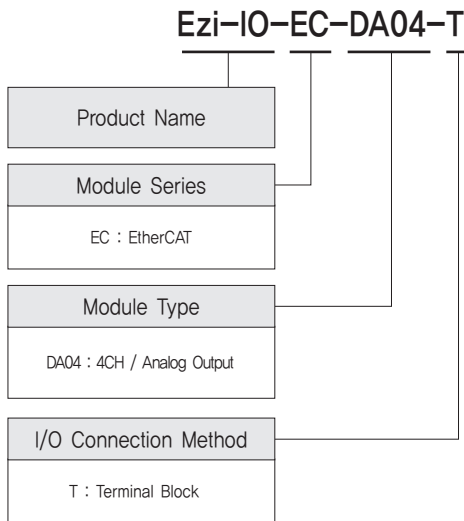 Ezi-IO-EC-DA04-T
Product Name
Module Series
EC : EtherCAT
Module Type
DA04 : 4CH / Analog Output
I/O Connection Method
T : Terminal Block